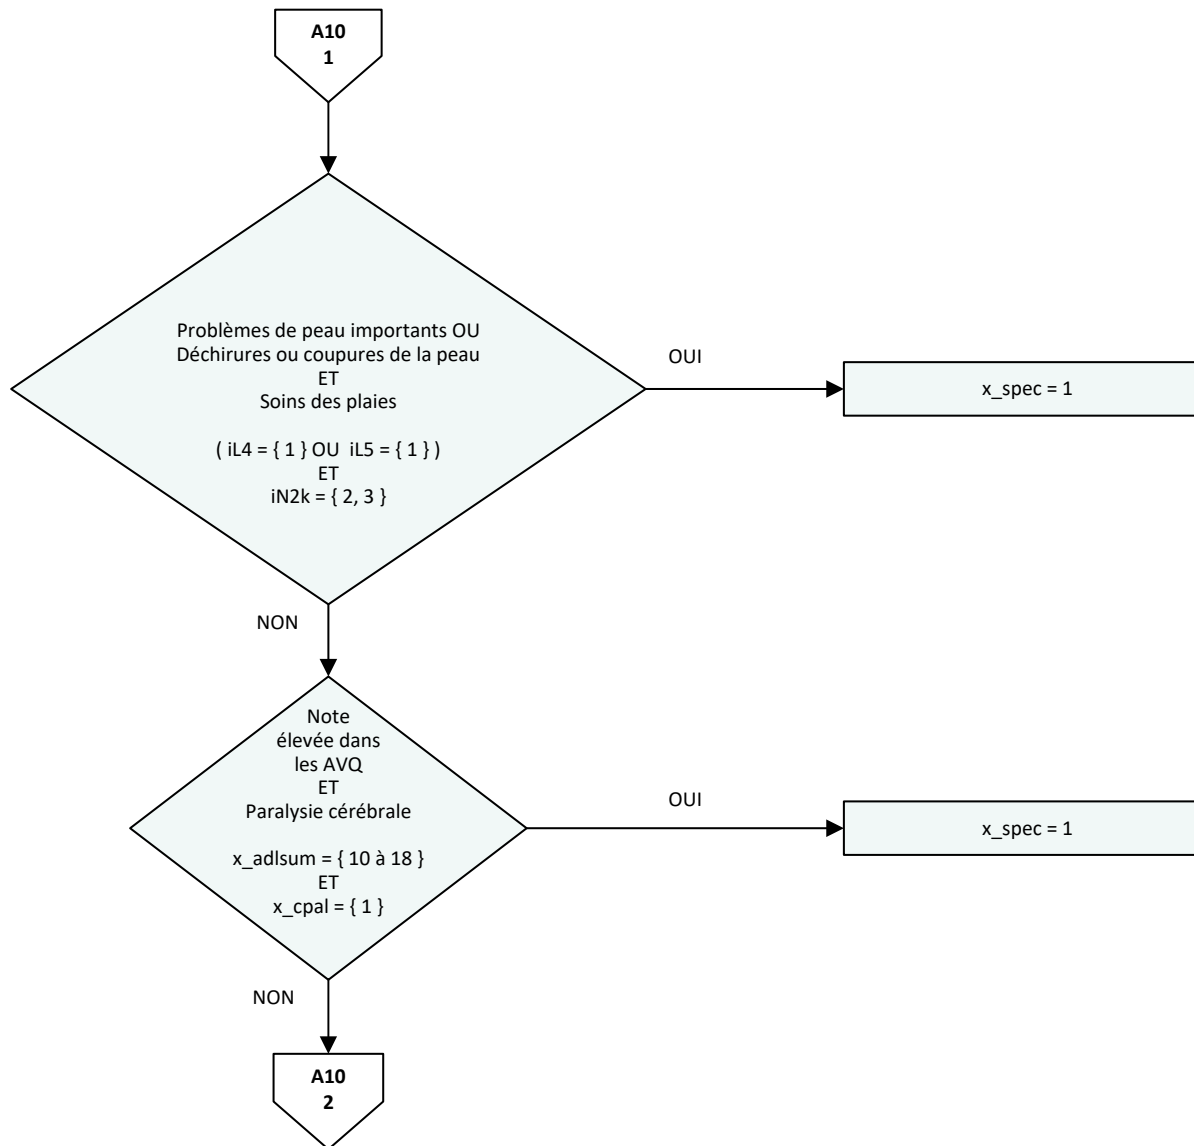 A10
1
Problèmes de peau importants OU
Déchirures ou coupures de la peau
ET
Soins des plaies
( iL4 = { 1 } OU  iL5 = { 1 } )
ET
iN2k = { 2, 3 }
OUI
x_spec = 1
NON
Note
élevée dans
les AVQ
ET
Paralysie cérébrale
x_adlsum = { 10 à 18 }
ET
x_cpal = { 1 }
OUI
x_spec = 1
NON
A10
2